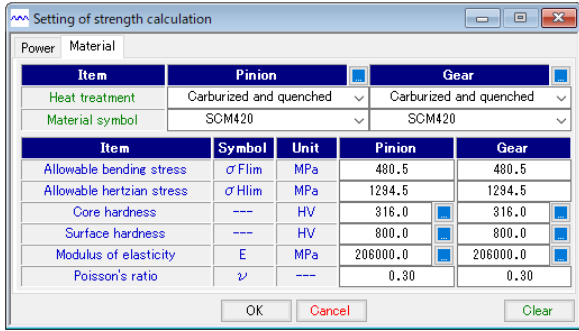 Setting of strength calculation
Power Material
Item Pinion ... Gear ...
Heat treatment Carburized and quenched Carburized and quenched
Material symbol SCM420 SCM420
Item Symbol Unit Pinion Gear
Allowable bending stress σFlim MPa 480.5 480.5
Allowable hertzian stress σHlim MPa 1294.5 1294.5
Core hardness --- HV 316.0 ... 316.0 ...
Surface hardness --- HV 800.0 ... 800.0 ...
Modulus of elasticity E MPa 206000.0 ... 206000.0 ...
Poisson's ratio ν --- 0.30 0.30
OK Cancel Clear